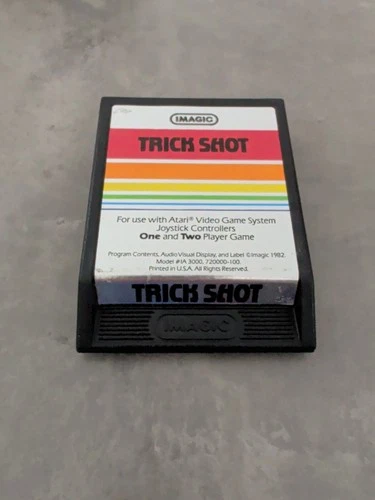 IMAGIC
TRICK SHOT
For use with Atari® Video Game System
Joystick Controllers
One and Two Player Game
Program Contents, Audio Visual Display, and Label ©Imagic 1982.
Model #IA 3000, 720000-100.
Printed in U.S.A. All Rights Reserved.
TRICK SHOT
IMAGIC